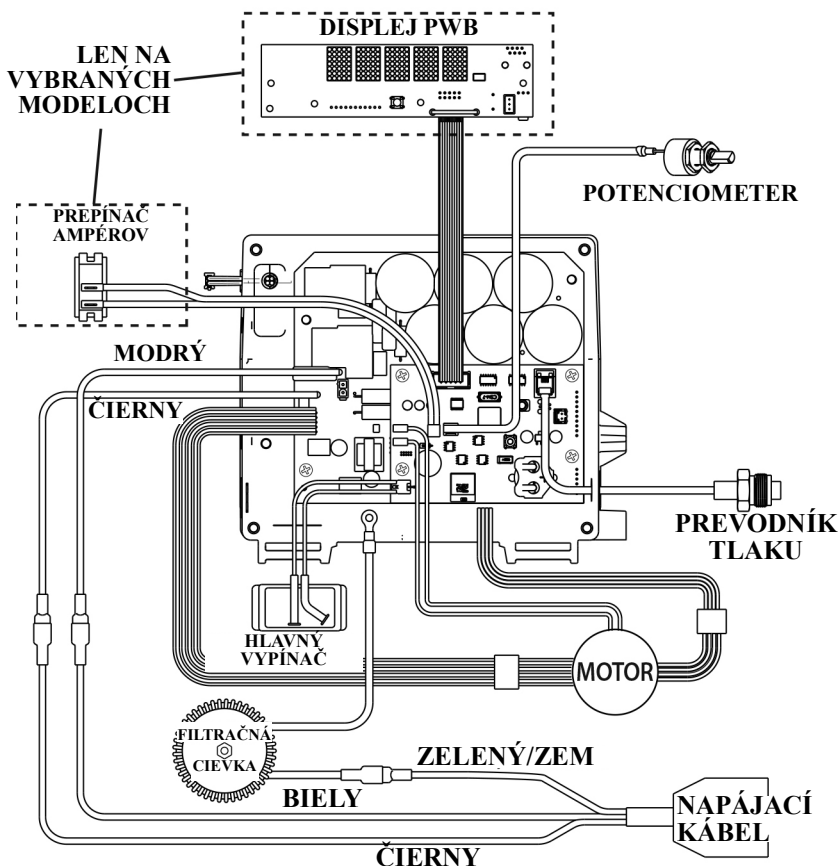 DISPLEJ PWB
LEN NA
VYBRANÝCH
MODELOCH
POTENCIOMETER
PREPÍNAČ
AMPÉROV
MODRÝ
ČIERNY
PREVODNÍK
TLAKU
HLAVNÝ
VYPÍNAČ
MOTOR
FILTRAČNÁ
CIEVKA
ZELENÝ/ZEM
BIELY
NAPÁJACÍ
KÁBEL
ČIERNY